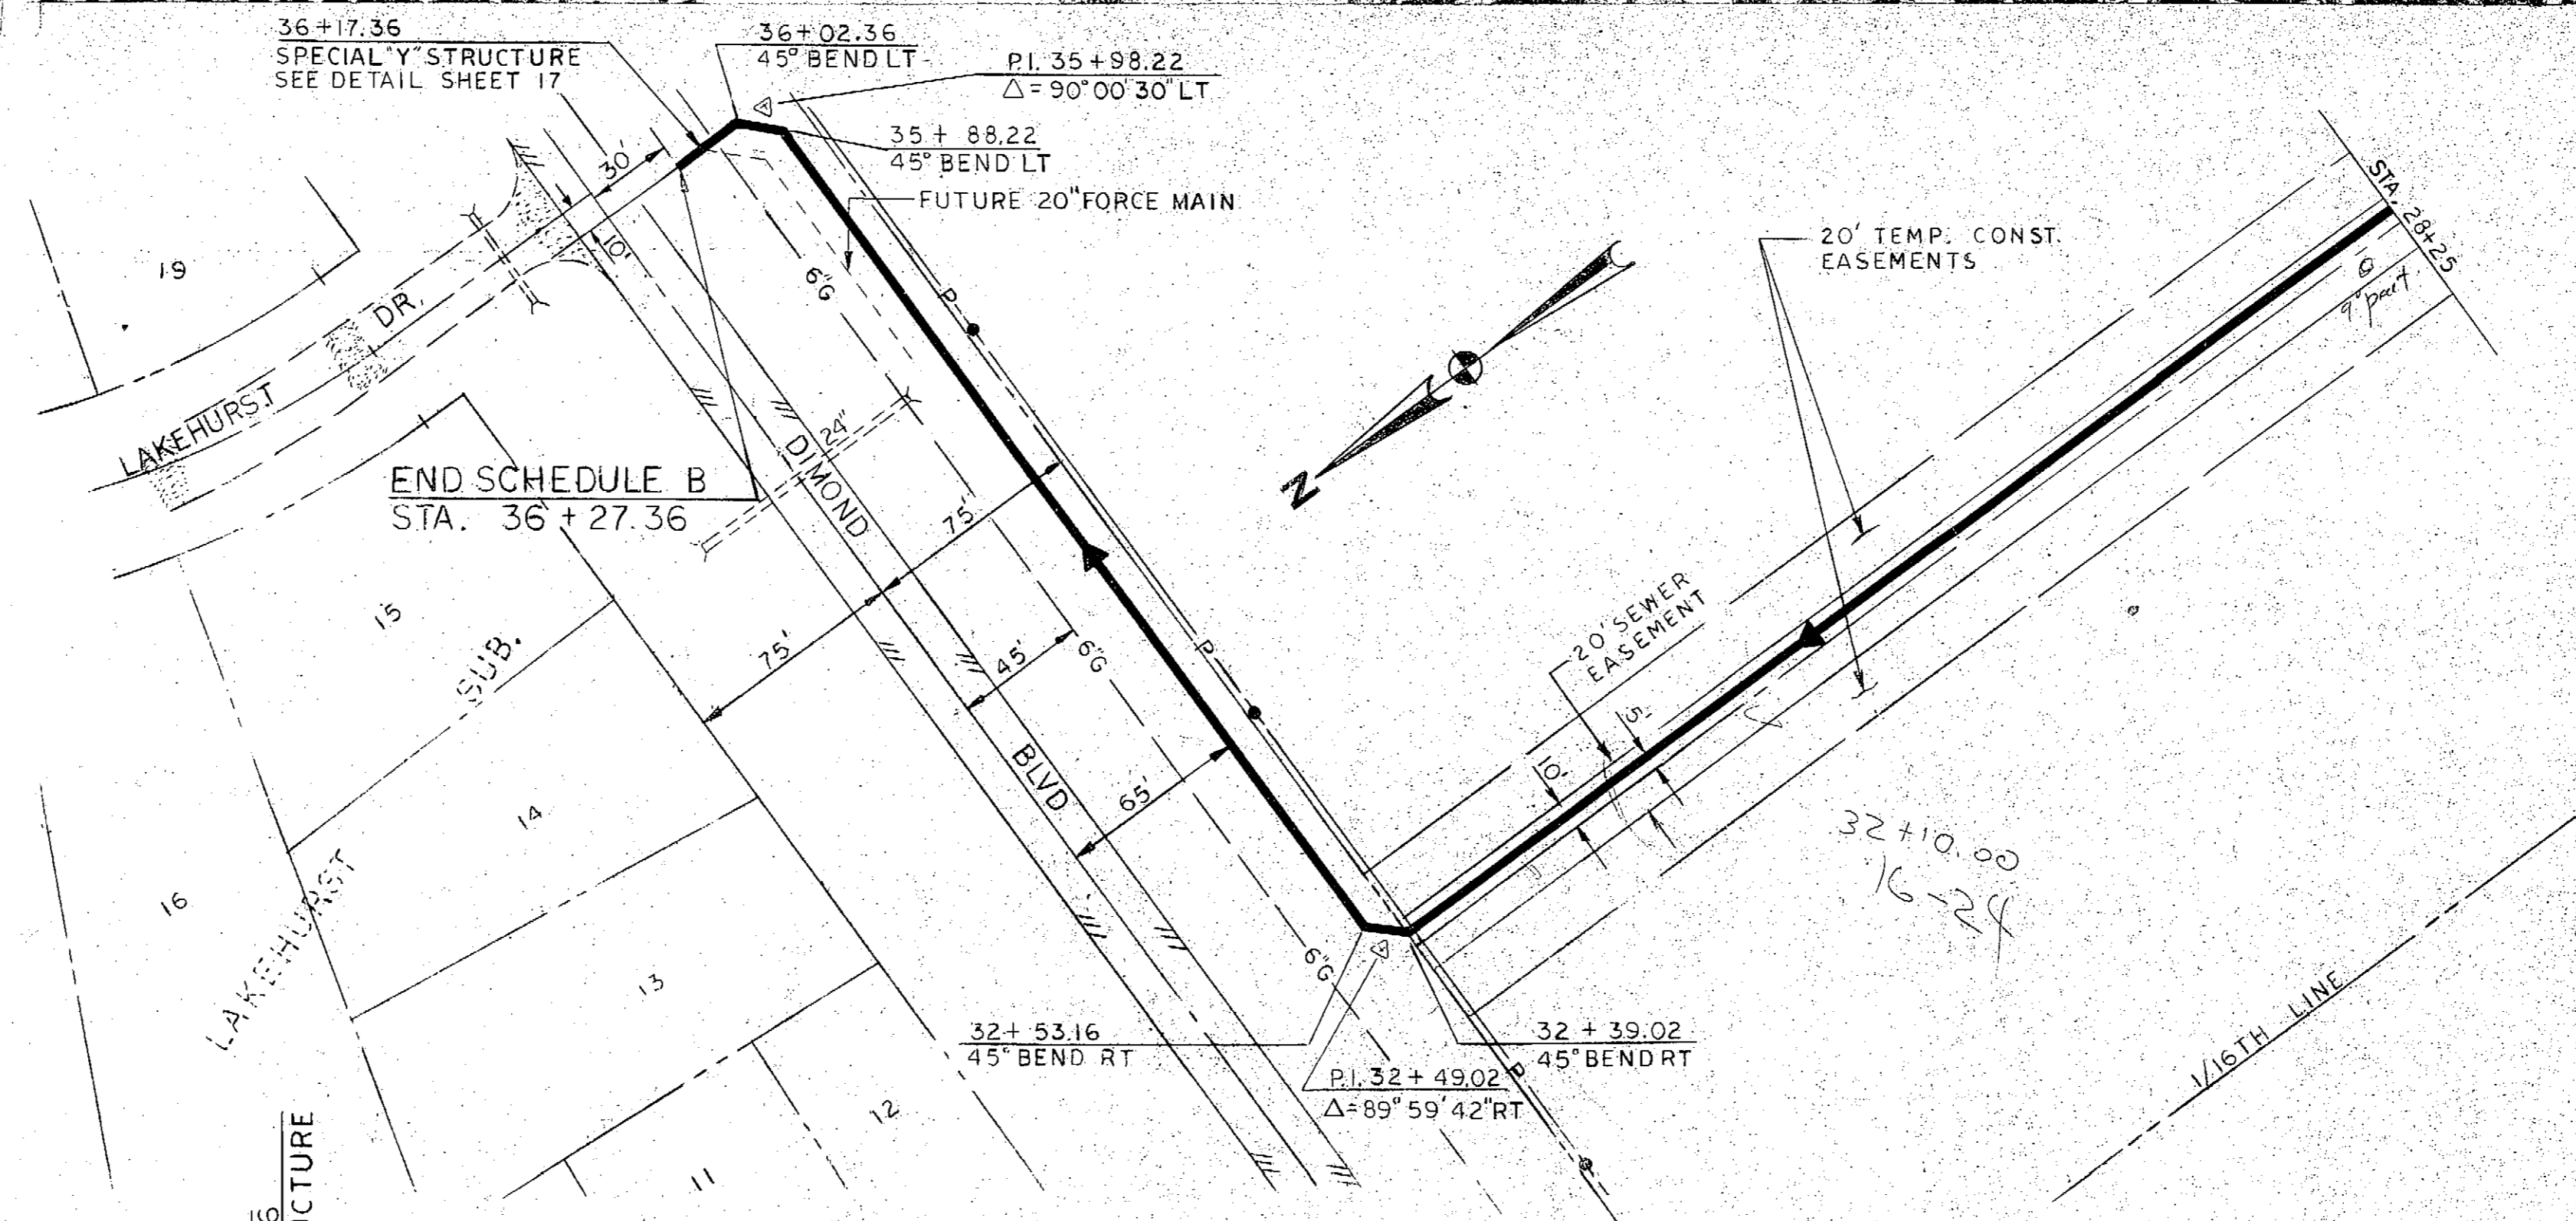 36+17.36
SPECIAL "Y" STRUCTURE
SEE DETAIL SHEET 17
36+02.36
45° BEND LT
P.I. 35+98.22
Δ=90°00'30"LT
35+88.22
45° BEND LT
FUTURE 20" FORCE MAIN
20' TEMP. CONST.
EASEMENTS
STA. 28+25
30'
10'
19
LAKEHURST DR.
6"G
P
N
END SCHEDULE B
STA. 36+27.36
24"
DIMOND
75'
75'
45'
6"G
P
20' SEWER
EASEMENT
5'
10'
15
SUB.
14
BLVD
65'
16
LAKEHURST
13
6"G
32+10.00
16-24
32+53.16
45° BEND RT
32+39.02
45° BEND RT
P.I. 32+49.02
Δ=89°59'42"RT
P
1/16TH LINE
12
11